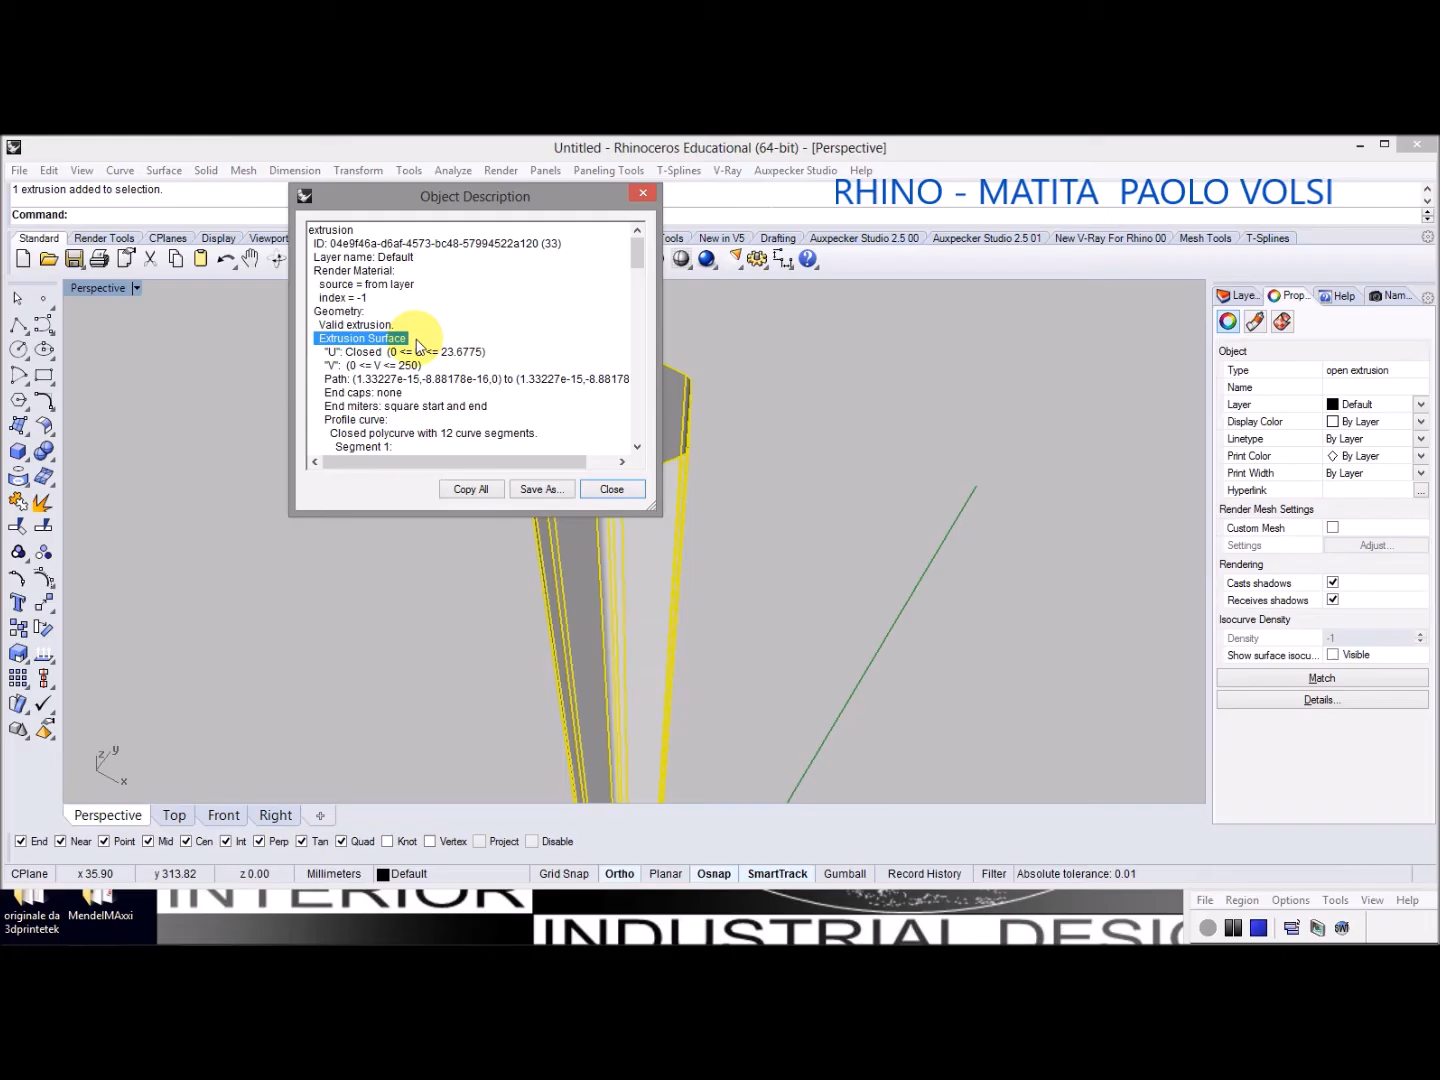 Untitled - Rhinoceros Educational (64-bit) - [Perspective]
File Edit View Curve Surface Solid Mesh Dimension Transform Tools Analyze Render Panels Paneling Tools T-Splines V-Ray Auxpecker Studio Help
1 extrusion added to selection.
RHINO - MATITA PAOLO VOLSI
Command:
Object Description
Standard Render Tools CPlanes Display Viewport
Tools New in V5 Drafting Auxpecker Studio 2.5 00 Auxpecker Studio 2.5 01 New V-Ray For Rhino 00 Mesh Tools T-Splines
extrusion
ID: 04e9f46a-d6af-4573-bc48-57994522a120 (33)
Layer name: Default
Render Material:
source = from layer
index = -1
Geometry:
Valid extrusion.
Extrusion Surface
"U": Closed (0 <= U <= 23.6775)
"V": (0 <= V <= 250)
Path: (1.33227e-15,-8.88178e-16,0) to (1.33227e-15,-8.88178
End caps: none
End miters: square start and end
Profile curve:
Closed polycurve with 12 curve segments.
Segment 1:
Copy All Save As... Close
Perspective
Laye... Prop... Help Nam...
Object
Type open extrusion
Name
Layer Default
Display Color By Layer
Linetype By Layer
Print Color By Layer
Print Width By Layer
Hyperlink ...
Render Mesh Settings
Custom Mesh
Settings Adjust...
Rendering
Casts shadows
Receives shadows
Isocurve Density
Density -1
Show surface isocu... Visible
Match
Details...
z y
x
Perspective Top Front Right
End Near Point Mid Cen Int Perp Tan Quad Knot Vertex Project Disable
CPlane x 35.90 y 313.82 z 0.00 Millimeters Default Grid Snap Ortho Planar Osnap SmartTrack Gumball Record History Filter Absolute tolerance: 0.01
originale da
3dprintetek
MendelMAxxi
INTERIOR
INDUSTRIAL DESIG
File Region Options Tools View Help